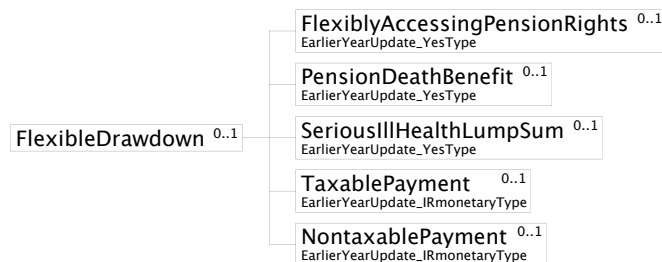 FlexiblyAccessingPensionRights 0..1
EarlierYearUpdate_YesType
PensionDeathBenefit 0..1
EarlierYearUpdate_YesType
FlexibleDrawdown 0..1
SeriousIllHealthLumpSum 0..1
EarlierYearUpdate_YesType
TaxablePayment 0..1
EarlierYearUpdate_IRmonetaryType
NontaxablePayment 0..1
EarlierYearUpdate_IRmonetaryType